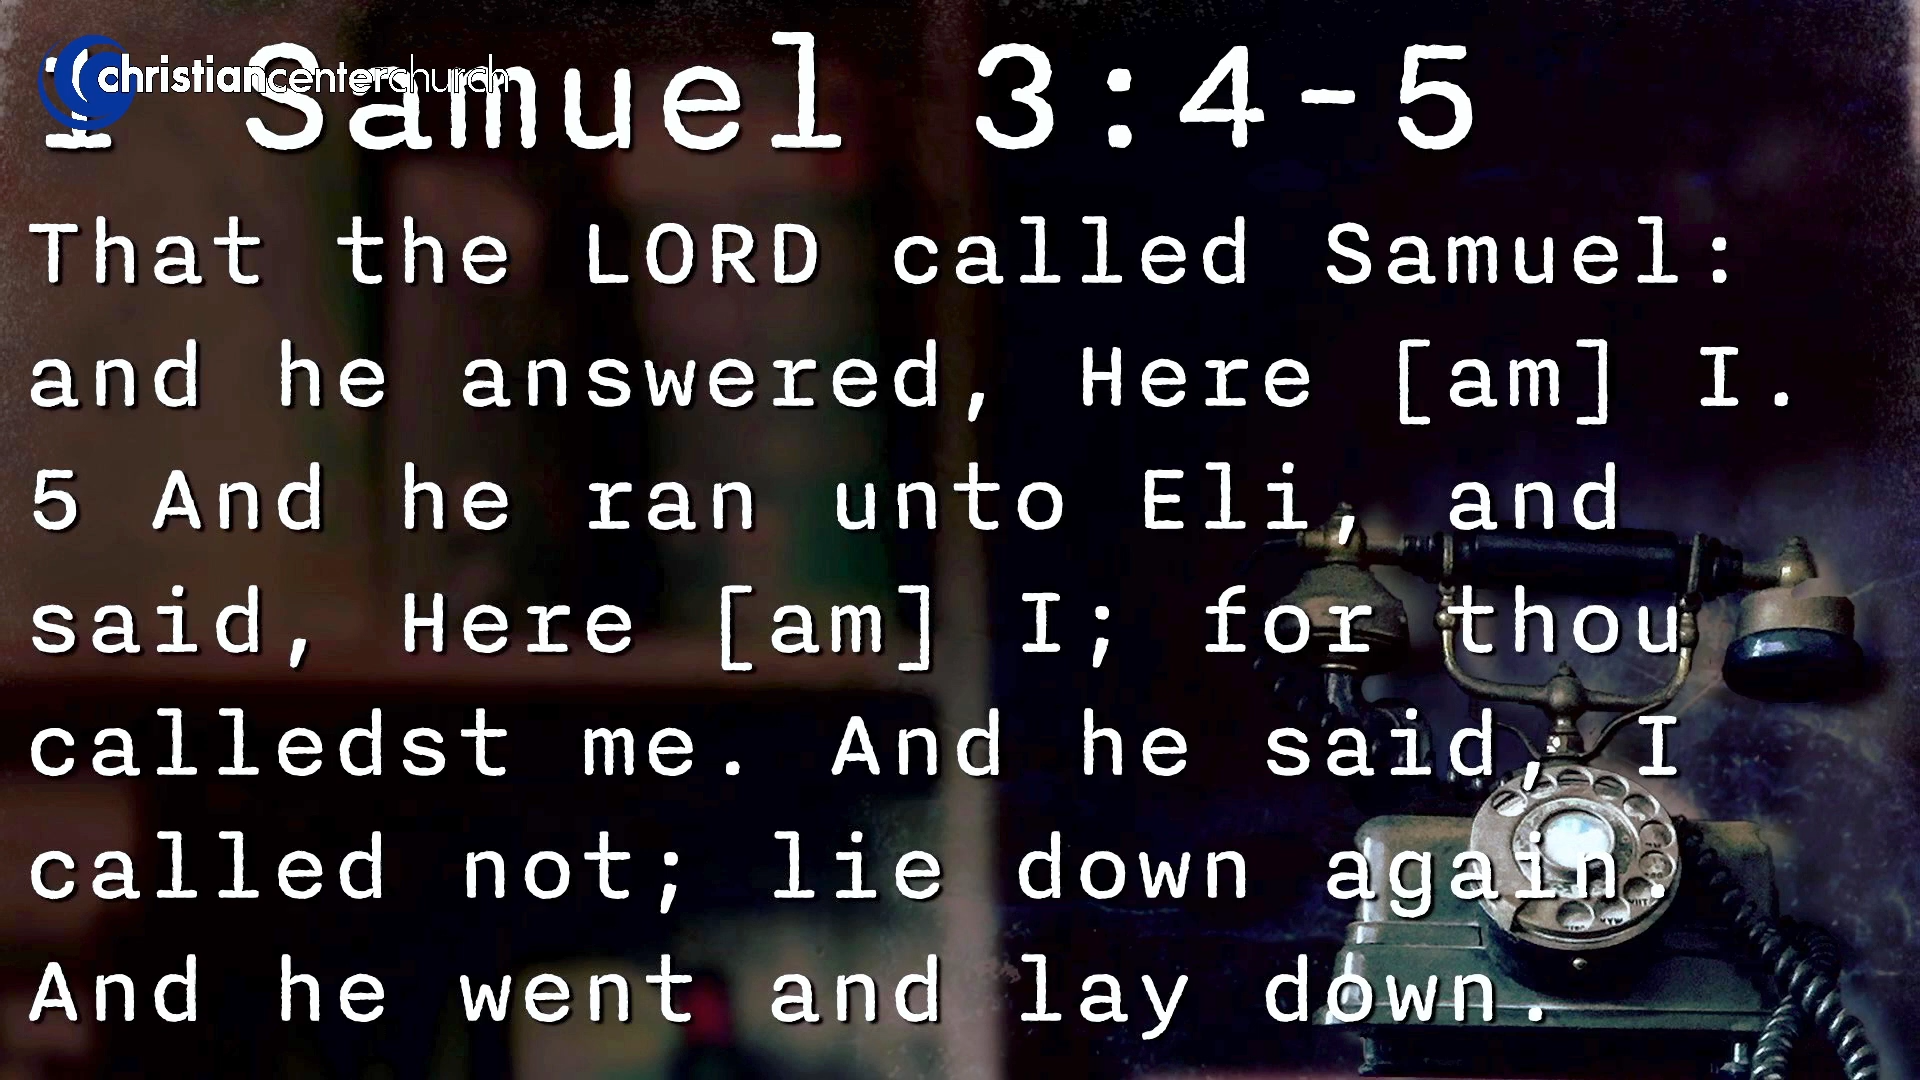 christiancenterchurch
1 Samuel 3:4-5
That the LORD called Samuel:
and he answered, Here [am] I.
5 And he ran unto Eli, and
said, Here [am] I; for thou
calledst me. And he said, I
called not; lie down again.
And he went and lay down.